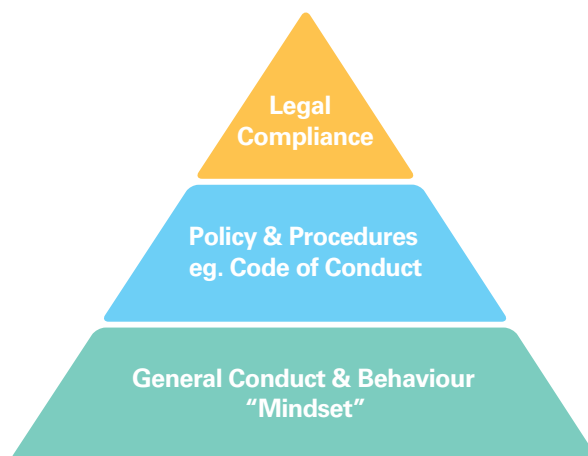 Legal
Compliance
Policy & Procedures
eg. Code of Conduct
General Conduct & Behaviour
“Mindset”